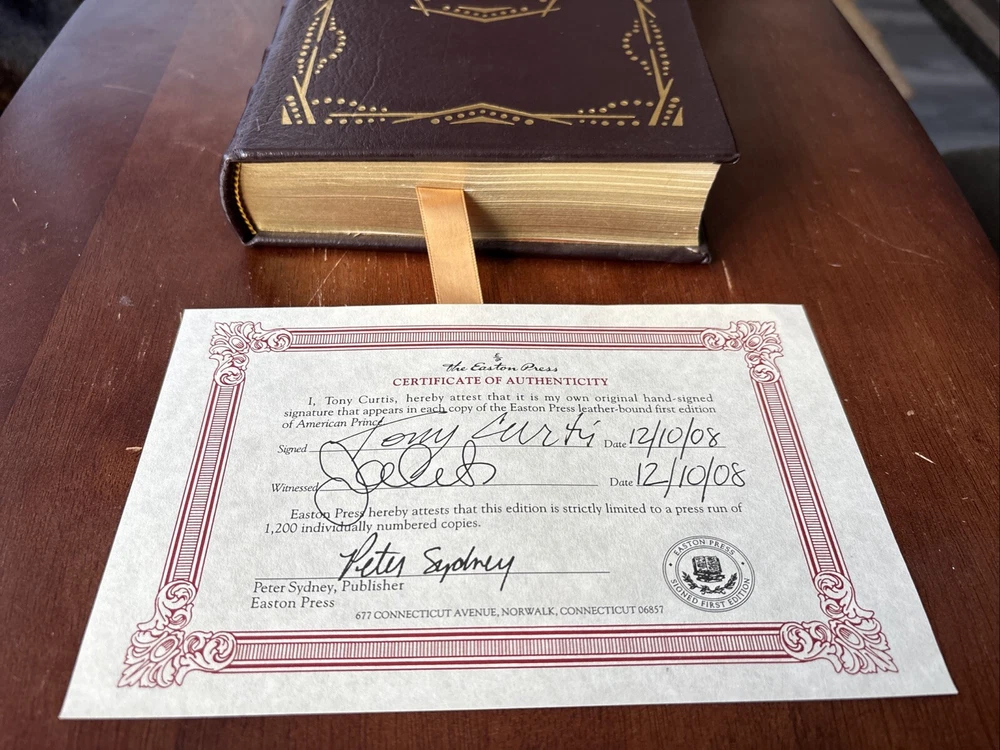 The Easton Press
CERTIFICATE OF AUTHENTICITY
I, Tony Curtis, hereby attest that it is my own original hand-signed
signature that appears in each copy of the Easton Press leather-bound first edition
of American Prince
Signed Tony Curtis Date 12/10/08
Witnessed Date 12/10/08
Easton Press hereby attests that this edition is strictly limited to a press run of
1,200 individually numbered copies.
Peter Sydney
Peter Sydney, Publisher
Easton Press
677 CONNECTICUT AVENUE, NORWALK, CONNECTICUT 06857
EASTON PRESS
SIGNED FIRST EDITION